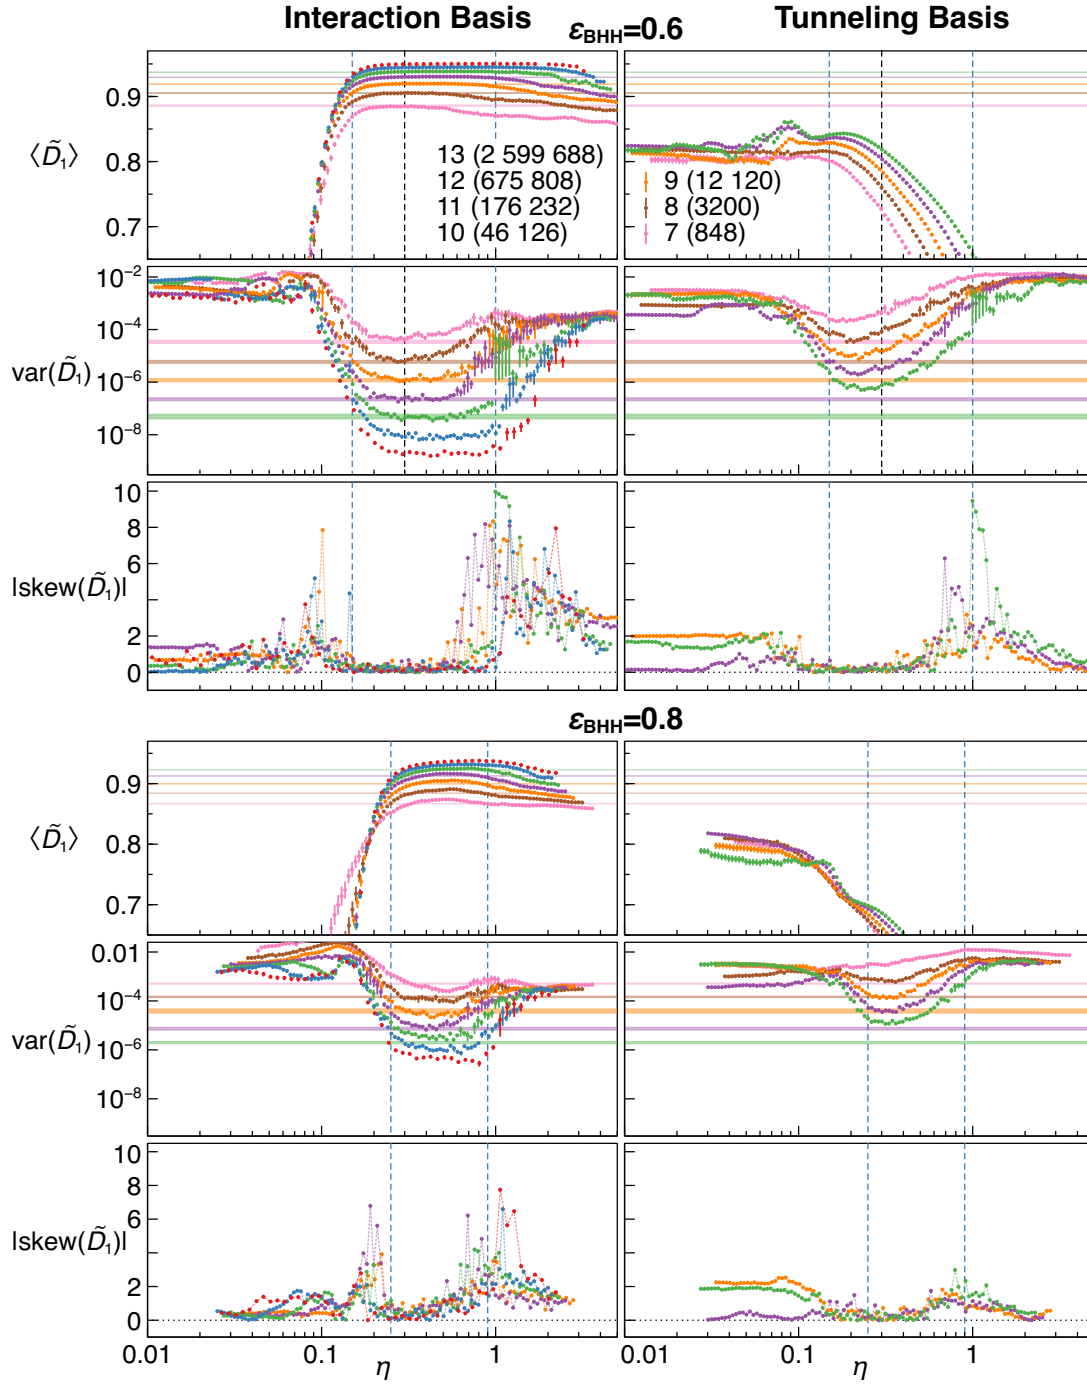 Interaction Basis
Tunneling Basis
ε_BHH=0.6
0.9
0.8
0.7
⟨D̃₁⟩
13 (2 599 688)
12 (675 808)
11 (176 232)
10 (46 126)
9 (12 120)
8 (3200)
7 (848)
10⁻²
10⁻⁴
10⁻⁶
10⁻⁸
var(D̃₁)
10
8
6
4
2
0
|skew(D̃₁)|
ε_BHH=0.8
0.9
0.8
0.7
⟨D̃₁⟩
0.01
10⁻⁴
10⁻⁶
10⁻⁸
var(D̃₁)
10
8
6
4
2
0
|skew(D̃₁)|
0.01 0.1 η 1 0.01 0.1 η 1